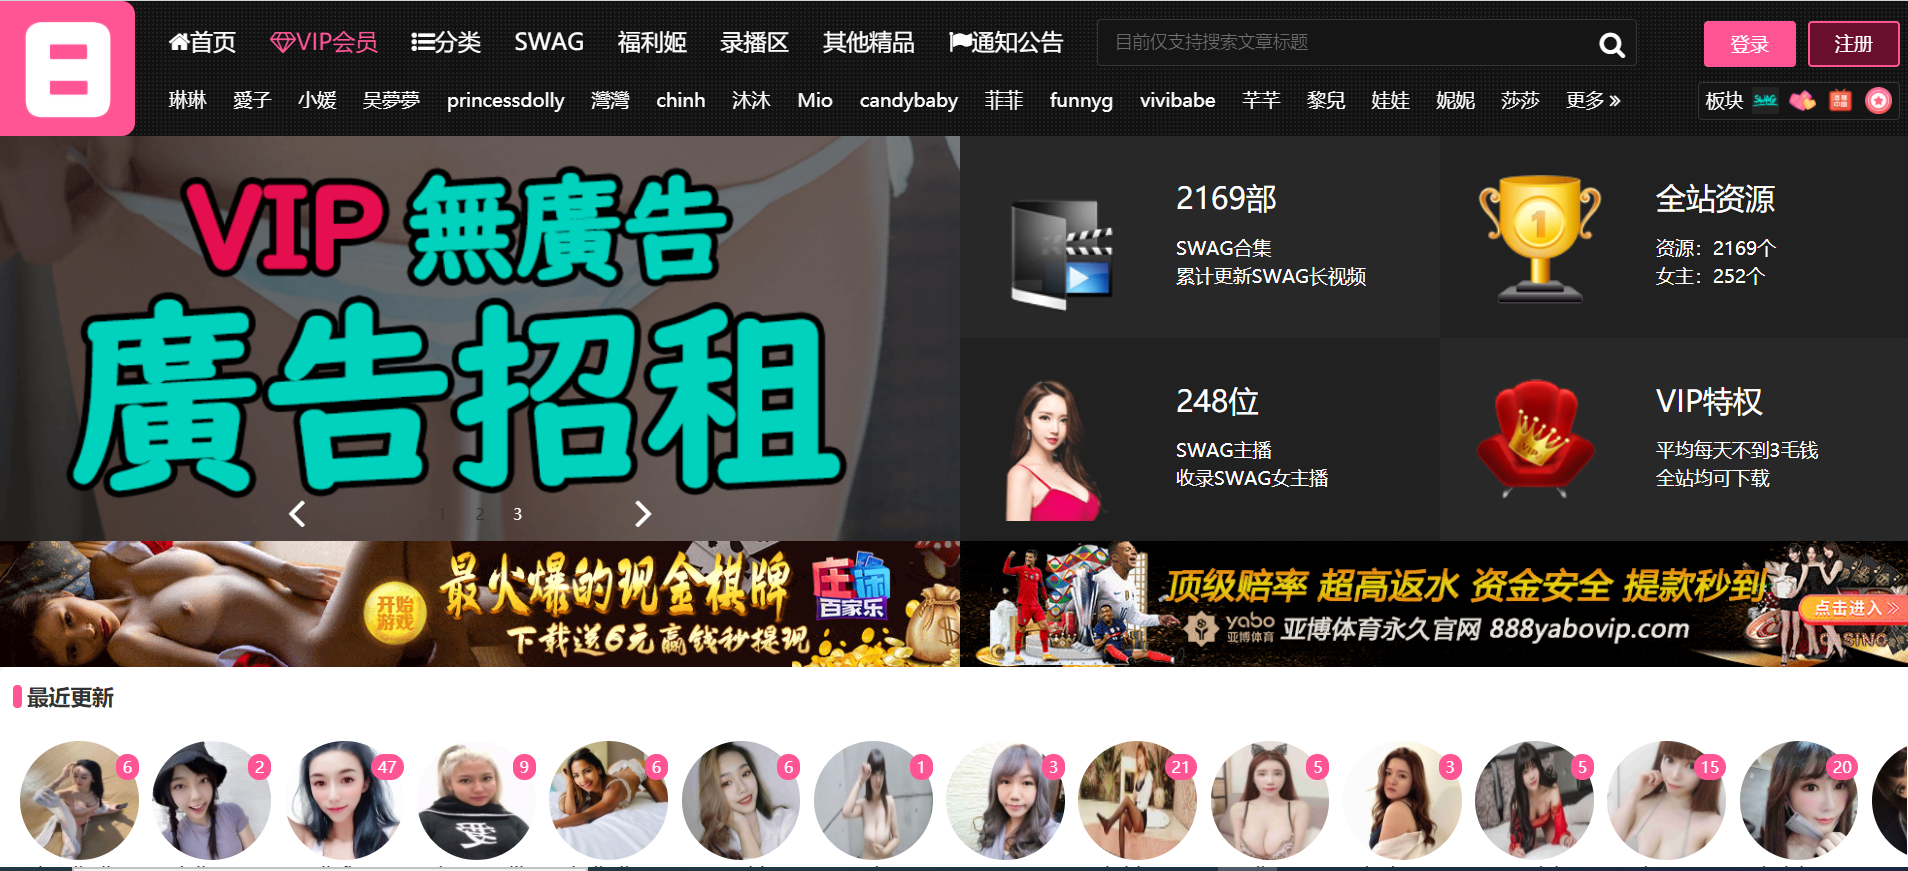 首页 VIP会员 分类 SWAG 福利姬 录播区 其他精品 通知公告 目前仅支持搜索文章标题 登录 注册
琳琳 愛子 小媛 吴夢夢 princessdolly 灣灣 chinh 沐沐 Mio candybaby 菲菲 funnyg vivibabe 芊芊 黎兒 娃娃 妮妮 莎莎 更多 板块 SWAG
VIP 無廣告
廣告招租
1 2 3
2169部
SWAG合集
累计更新SWAG长视频
全站资源
资源：2169个
女主：252个
248位
SWAG主播
收录SWAG女主播
VIP特权
平均每天不到3毛钱
全站均可下载
开始
游戏
最火爆的现金棋牌
下载送6元赢钱秒提现
庄闲
百家乐
顶级赔率 超高返水 资金安全 提款秒到
yabo
亚博体育
亚博体育永久官网 888yabovip.com
点击进入
CASINO
最近更新
6 2 47 9 6 6 1 3 21 5 3 5 15 20